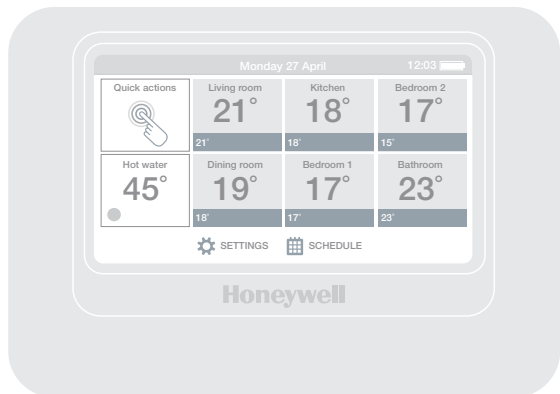 Monday 27 April 12:03
Quick actions
Living room
21°
21°
Kitchen
18°
18°
Bedroom 2
17°
15°
Hot water
45°
Dining room
19°
18°
Bedroom 1
17°
17°
Bathroom
23°
23°
SETTINGS
SCHEDULE
Honeywell